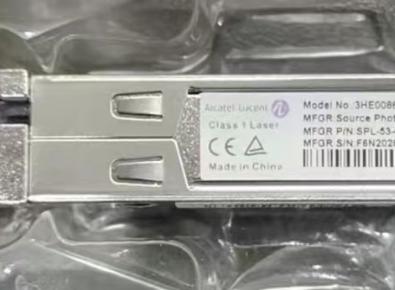 Alcatel·Lucent
Class 1 Laser
CE
Made in China
Model No.:3HE008
MFGR:Source Phot
MFGR P/N:SPL-53-
MFGR S/N:F6N202